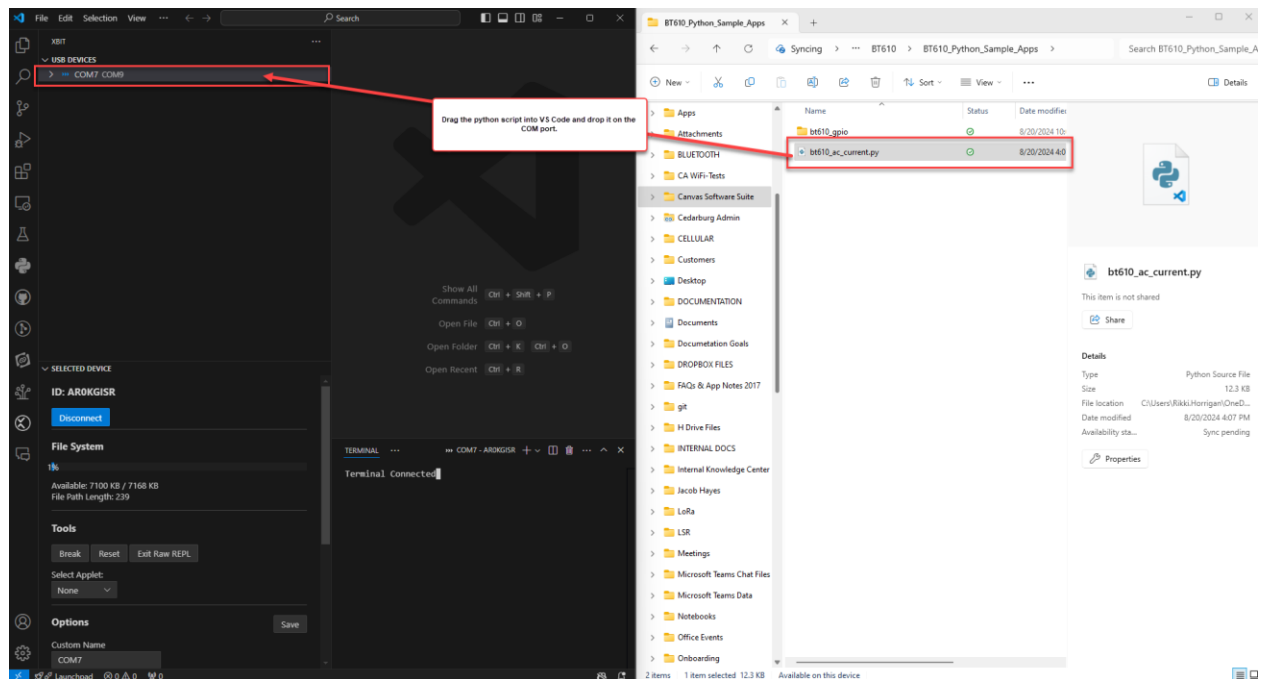 File Edit Selection View ··· ← → Search
XBIT ···
USB DEVICES
COM7 COM9
Drag the python script into VS Code and drop it on the
COM port.
Show All
Commands Ctrl + Shift + P
Open File Ctrl + O
Open Folder Ctrl + K Ctrl + O
Open Recent Ctrl + R
SELECTED DEVICE
ID: AR0KGISR
Disconnect
File System
1%
Available: 7100 KB / 7168 KB
File Path Length: 239
Tools
Break Reset Exit Raw REPL
Select Applet:
None
Options Save
Custom Name
COM7
Launchpad 0 0 0
TERMINAL ··· COM7 - AR0KGISR
Terminal Connected
BT610_Python_Sample_Apps
Syncing > ··· BT610 > BT610_Python_Sample_Apps > Search BT610_Python_Sample_A
New Sort View ··· Details
Name Status Date modified
bt610_gpio 8/20/2024 10:
bt610_ac_current.py 8/20/2024 4:0
Apps
Attachments
BLUETOOTH
CA WiFi-Tests
Canvas Software Suite
Cedarburg Admin
CELLULAR
Customers
Desktop
DOCUMENTATION
Documents
Documetation Goals
DROPBOX FILES
FAQs & App Notes 2017
git
H Drive Files
INTERNAL DOCS
Internal Knowledge Center
Jacob Hayes
LoRa
LSR
Meetings
Microsoft Teams Chat Files
Microsoft Teams Data
Notebooks
Office Events
Onboarding
bt610_ac_current.py
This item is not shared
Share
Details
Type Python Source File
Size 12.3 KB
File location C:\Users\Rikki.Horrigan\OneD...
Date modified 8/20/2024 4:07 PM
Availability sta... Sync pending
Properties
2 items 1 item selected 12.3 KB Available on this device